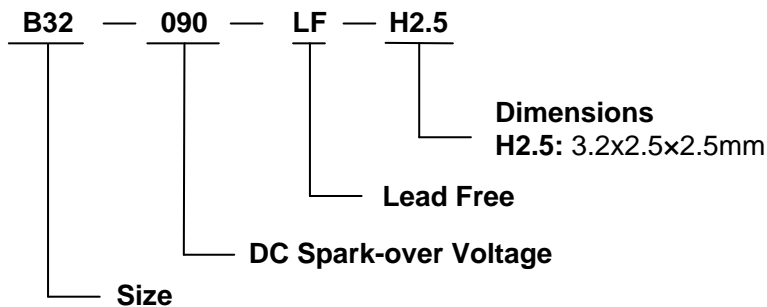 B32 — 090 — LF — H2.5
Dimensions
H2.5: 3.2x2.5×2.5mm
Lead Free
DC Spark-over Voltage
Size